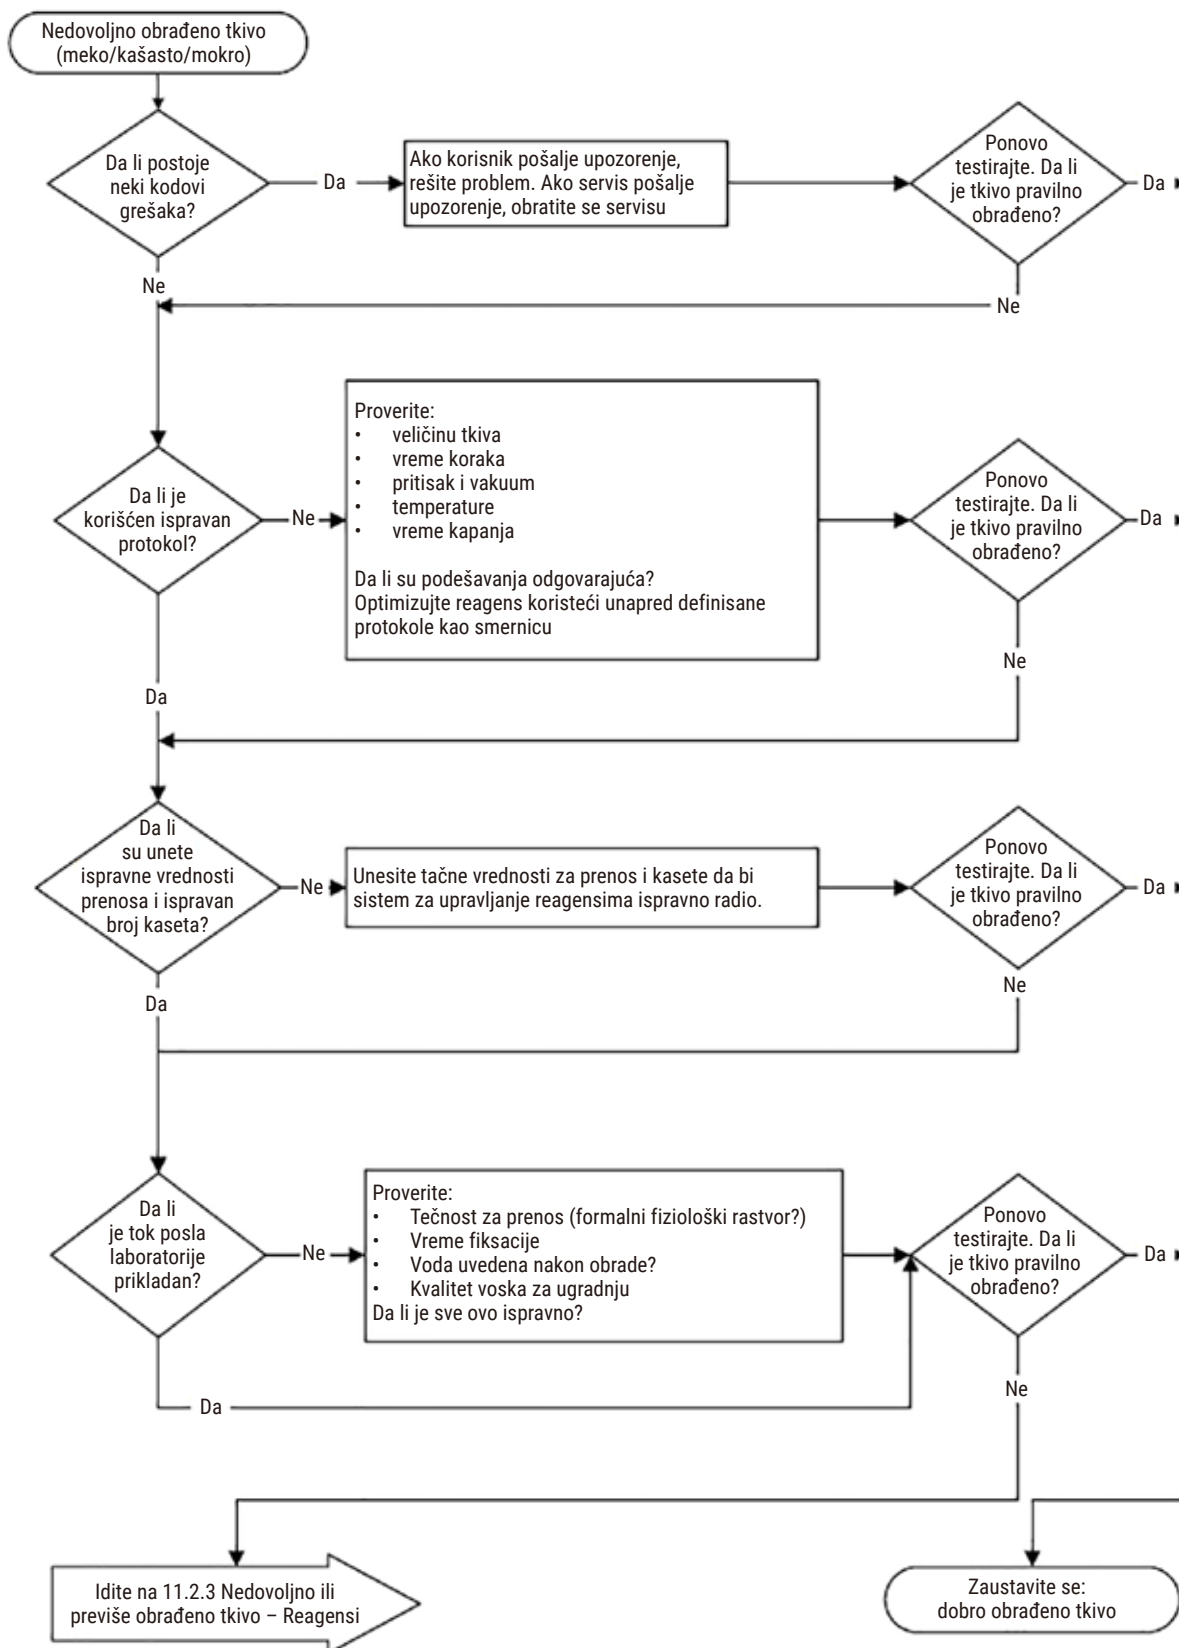 Nedovoljno obrađeno tkivo
(meko/kašasto/mokro)
Da li postoje
neki kodovi
grešaka?
Da
Ako korisnik pošalje upozorenje,
rešite problem. Ako servis pošalje
upozorenje, obratite se servisu
Ponovo
testirajte. Da li
je tkivo pravilno
obrađeno?
Da
Ne
Ne
Da li je
korišćen ispravan
protokol?
Ne
Proverite:
• veličinu tkiva
• vreme koraka
• pritisak i vakuum
• temperature
• vreme kapanja
Da li su podešavanja odgovarajuća?
Optimizujte reagens koristeći unapred definisane
protokole kao smernicu
Ponovo
testirajte. Da li
je tkivo pravilno
obrađeno?
Da
Ne
Da
Da li
su unete
ispravne vrednosti
prenosa i ispravan
broj kaseta?
Ne
Unesite tačne vrednosti za prenos i kasete da bi
sistem za upravljanje reagensima ispravno radio.
Ponovo
testirajte. Da li
je tkivo pravilno
obrađeno?
Da
Ne
Da
Da li
je tok posla
laboratorije
prikladan?
Ne
Proverite:
• Tečnost za prenos (formalni fiziološki rastvor?)
• Vreme fiksacije
• Voda uvedena nakon obrade?
• Kvalitet voska za ugradnju
Da li je sve ovo ispravno?
Ponovo
testirajte. Da li
je tkivo pravilno
obrađeno?
Da
Ne
Da
Idite na 11.2.3 Nedovoljno ili
previše obrađeno tkivo – Reagensi
Zaustavite se:
dobro obrađeno tkivo